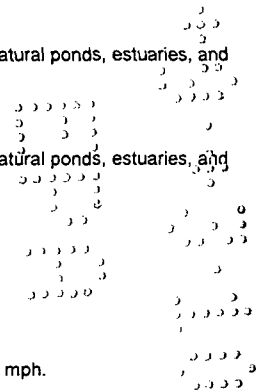 atural ponds, estuaries, and
atural ponds, estuaries, and
mph.